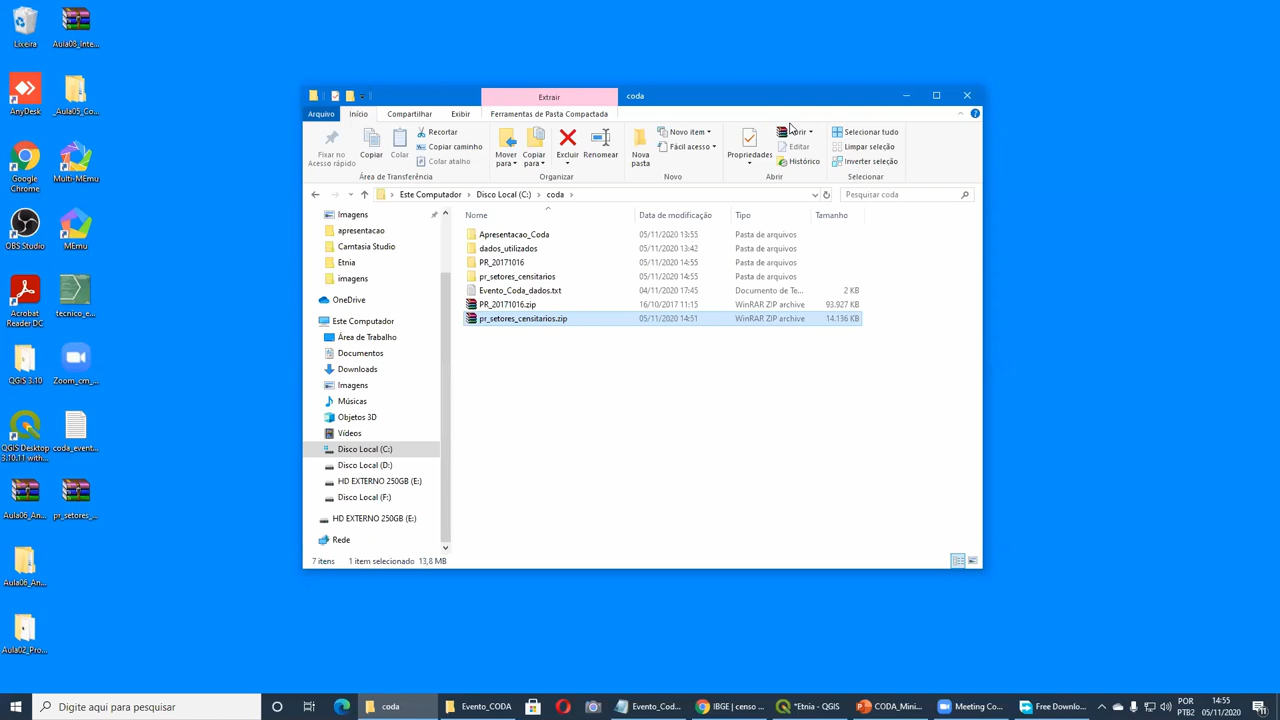 Lixeira
Aula08_Inte...
AnyDesk
_Aula05_Co...
Google
Chrome
Multi-MEmu
OBS Studio
MEmu
Acrobat
Reader DC
tecnico_e...
QGIS 3.10
Zoom_cm_...
QGIS Desktop
3.10.11 with...
coda_event...
Aula06_An...
pr_setores_...
Aula06_An...
Aula02_Pro...
Extrair
coda
Arquivo
Início
Compartilhar
Exibir
Ferramentas de Pasta Compactada
Fixar no
Acesso rápido
Copiar
Colar
Recortar
Copiar caminho
Colar atalho
Área de Transferência
Mover
para
Copiar
para
Excluir
Renomear
Organizar
Nova
pasta
Novo item
Fácil acesso
Novo
Propriedades
Editar
Histórico
Abrir
Selecionar tudo
Limpar seleção
Inverter seleção
Selecionar
Este Computador
Disco Local (C:)
coda
Pesquisar coda
Imagens
apresentacao
Camtasia Studio
Etnia
imagens
OneDrive
Este Computador
Área de Trabalho
Documentos
Downloads
Imagens
Músicas
Objetos 3D
Vídeos
Disco Local (C:)
Disco Local (D:)
HD EXTERNO 250GB (E:)
Disco Local (F:)
HD EXTERNO 250GB (E:)
Rede
Nome Data de modificação Tipo Tamanho
Apresentacao_Coda 05/11/2020 13:55 Pasta de arquivos
dados_utilizados 05/11/2020 13:42 Pasta de arquivos
PR_20171016 05/11/2020 14:55 Pasta de arquivos
pr_setores_censitarios 05/11/2020 14:55 Pasta de arquivos
Evento_Coda_dados.txt 04/11/2020 17:45 Documento de Te... 2 KB
PR_20171016.zip 16/10/2017 11:15 WinRAR ZIP archive 93.927 KB
pr_setores_censitarios.zip 05/11/2020 14:51 WinRAR ZIP archive 14.136 KB
7 itens 1 item selecionado 13,8 MB
Digite aqui para pesquisar
coda
Evento_CODA
Evento_Cod...
IBGE | censo ...
*Etnia - QGIS
CODA_Mini...
Meeting Co...
Free Downlo...
POR
PTB2
14:55
05/11/2020
1